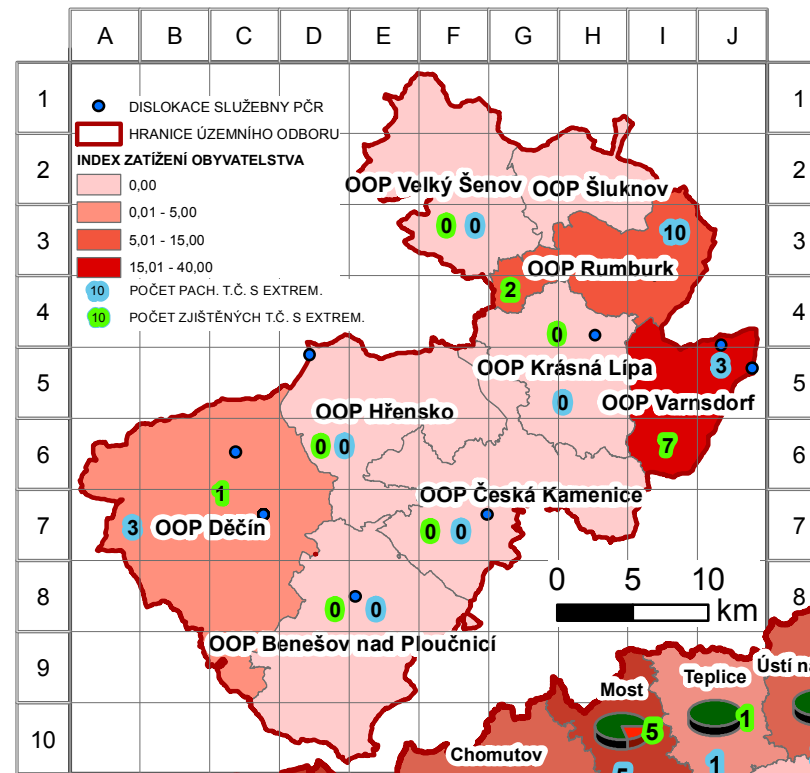 A B C D E F G H I J
1 1
DISLOKACE SLUŽEBNY PČR
HRANICE ÚZEMNÍHO ODBORU
INDEX ZATÍŽENÍ OBYVATELSTVA
2 2
0,00
OOP Velký Šenov OOP Šluknov
0,01 - 5,00
3 0 0 10 3
5,01 - 15,00
15,01 - 40,00
OOP Rumburk
10 POČET PACH. T.Č. S EXTREM.
2
10 POČET ZJIŠTĚNÝCH T.Č. S EXTREM.
4 4
0
5 OOP Krásná Lípa 3 5
0 OOP Varnsdorf
OOP Hřensko
6 0 0 7 6
1
OOP Česká Kamenice
7 3 OOP Děčín 0 0 7
0 5 10
km
8 0 0 8
OOP Benešov nad Ploučnicí
9
Teplice Ústí
Most
1
5
10 Chomutov
5 1